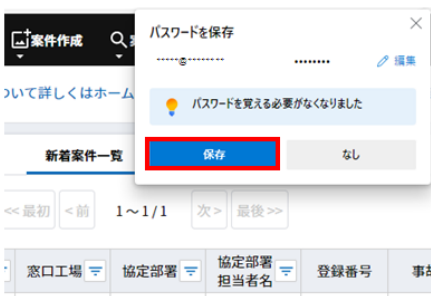 案件作成
パスワードを保存
-----@--------
••••••••
編集
ついて詳しくはホーム
パスワードを覚える必要がなくなりました
新着案件一覧
保存
なし
<<最初 <前 1～1/1 次> 最後>>
窓口工場 協定部署 協定部署担当者名 登録番号